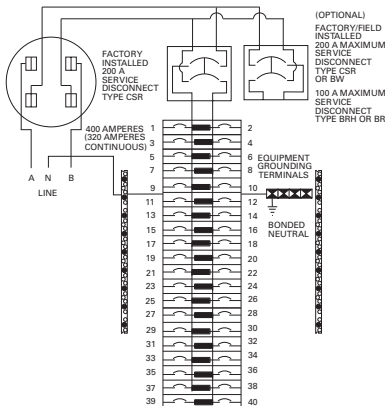 FACTORY
INSTALLED
200 A
SERVICE
DISCONNECT
TYPE CSR
(OPTIONAL)
FACTORY/FIELD
INSTALLED
200 A MAXIMUM
SERVICE
DISCONNECT
TYPE CSR
OR BW
100 A MAXIMUM
SERVICE
DISCONNECT
TYPE BRH OR BR
400 AMPERES
(320 AMPERES
CONTINUOUS)
A N B
LINE
EQUIPMENT
GROUNDING
TERMINALS
BONDED
NEUTRAL
1 2
3 4
5 6
7 8
9 10
11 12
13 14
15 16
17 18
19 20
21 22
23 24
25 26
27 28
29 30
31 32
33 34
35 36
37 38
39 40